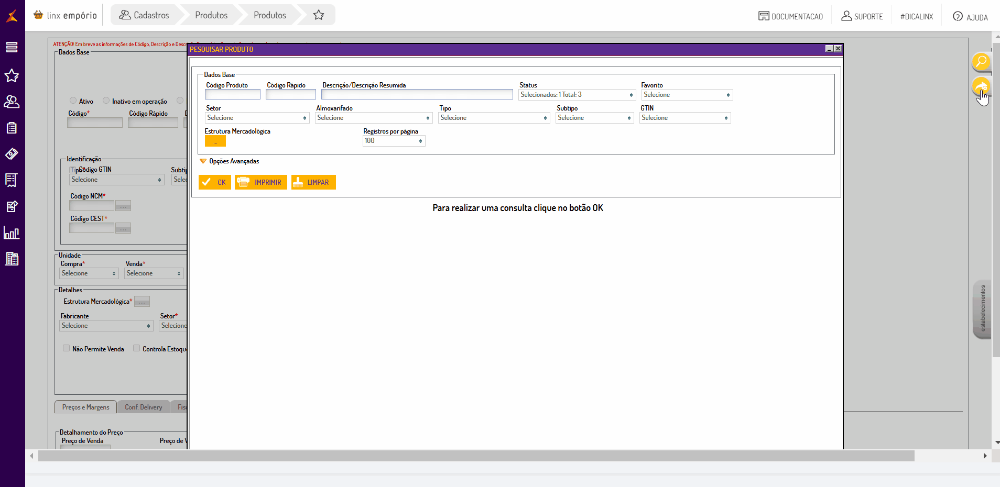 linx empório
Cadastros
Produtos
Produtos
DOCUMENTACAO
SUPORTE
#DICALINX
AJUDA
ATENÇÃO! Em breve as informações de Código, Descrição e Descri
Dados Base
Ativo
Inativo em operação
Código*
Código Rápido
Identificação
Tipo*
Código GTIN
Subti
Selecione
Sele
Código NCM*
...
Código CEST*
...
Unidade
Compra*
Venda*
Selecione
Selecione
Detalhes
Estrutura Mercadológica*
...
Fabricante
Setor*
Selecione
Selecione
Não Permite Venda
Controla Estoqu
Preços e Margens
Conf. Delivery
Fisc
Detalhamento do Preço
Preço de Venda
Preço de V
PESQUISAR PRODUTO
Dados Base
Código Produto
Código Rápido
Descrição/Descrição Resumida
Status
Favorito
Selecionados: 1 Total: 3
Selecione
Setor
Almoxarifado
Tipo
Subtipo
GTIN
Selecione
Selecione
Selecione
Selecione
Selecione
Estrutura Mercadológica
Registros por página
...
100
Opções Avançadas
OK
IMPRIMIR
LIMPAR
Para realizar uma consulta clique no botão OK
estabelecimentos